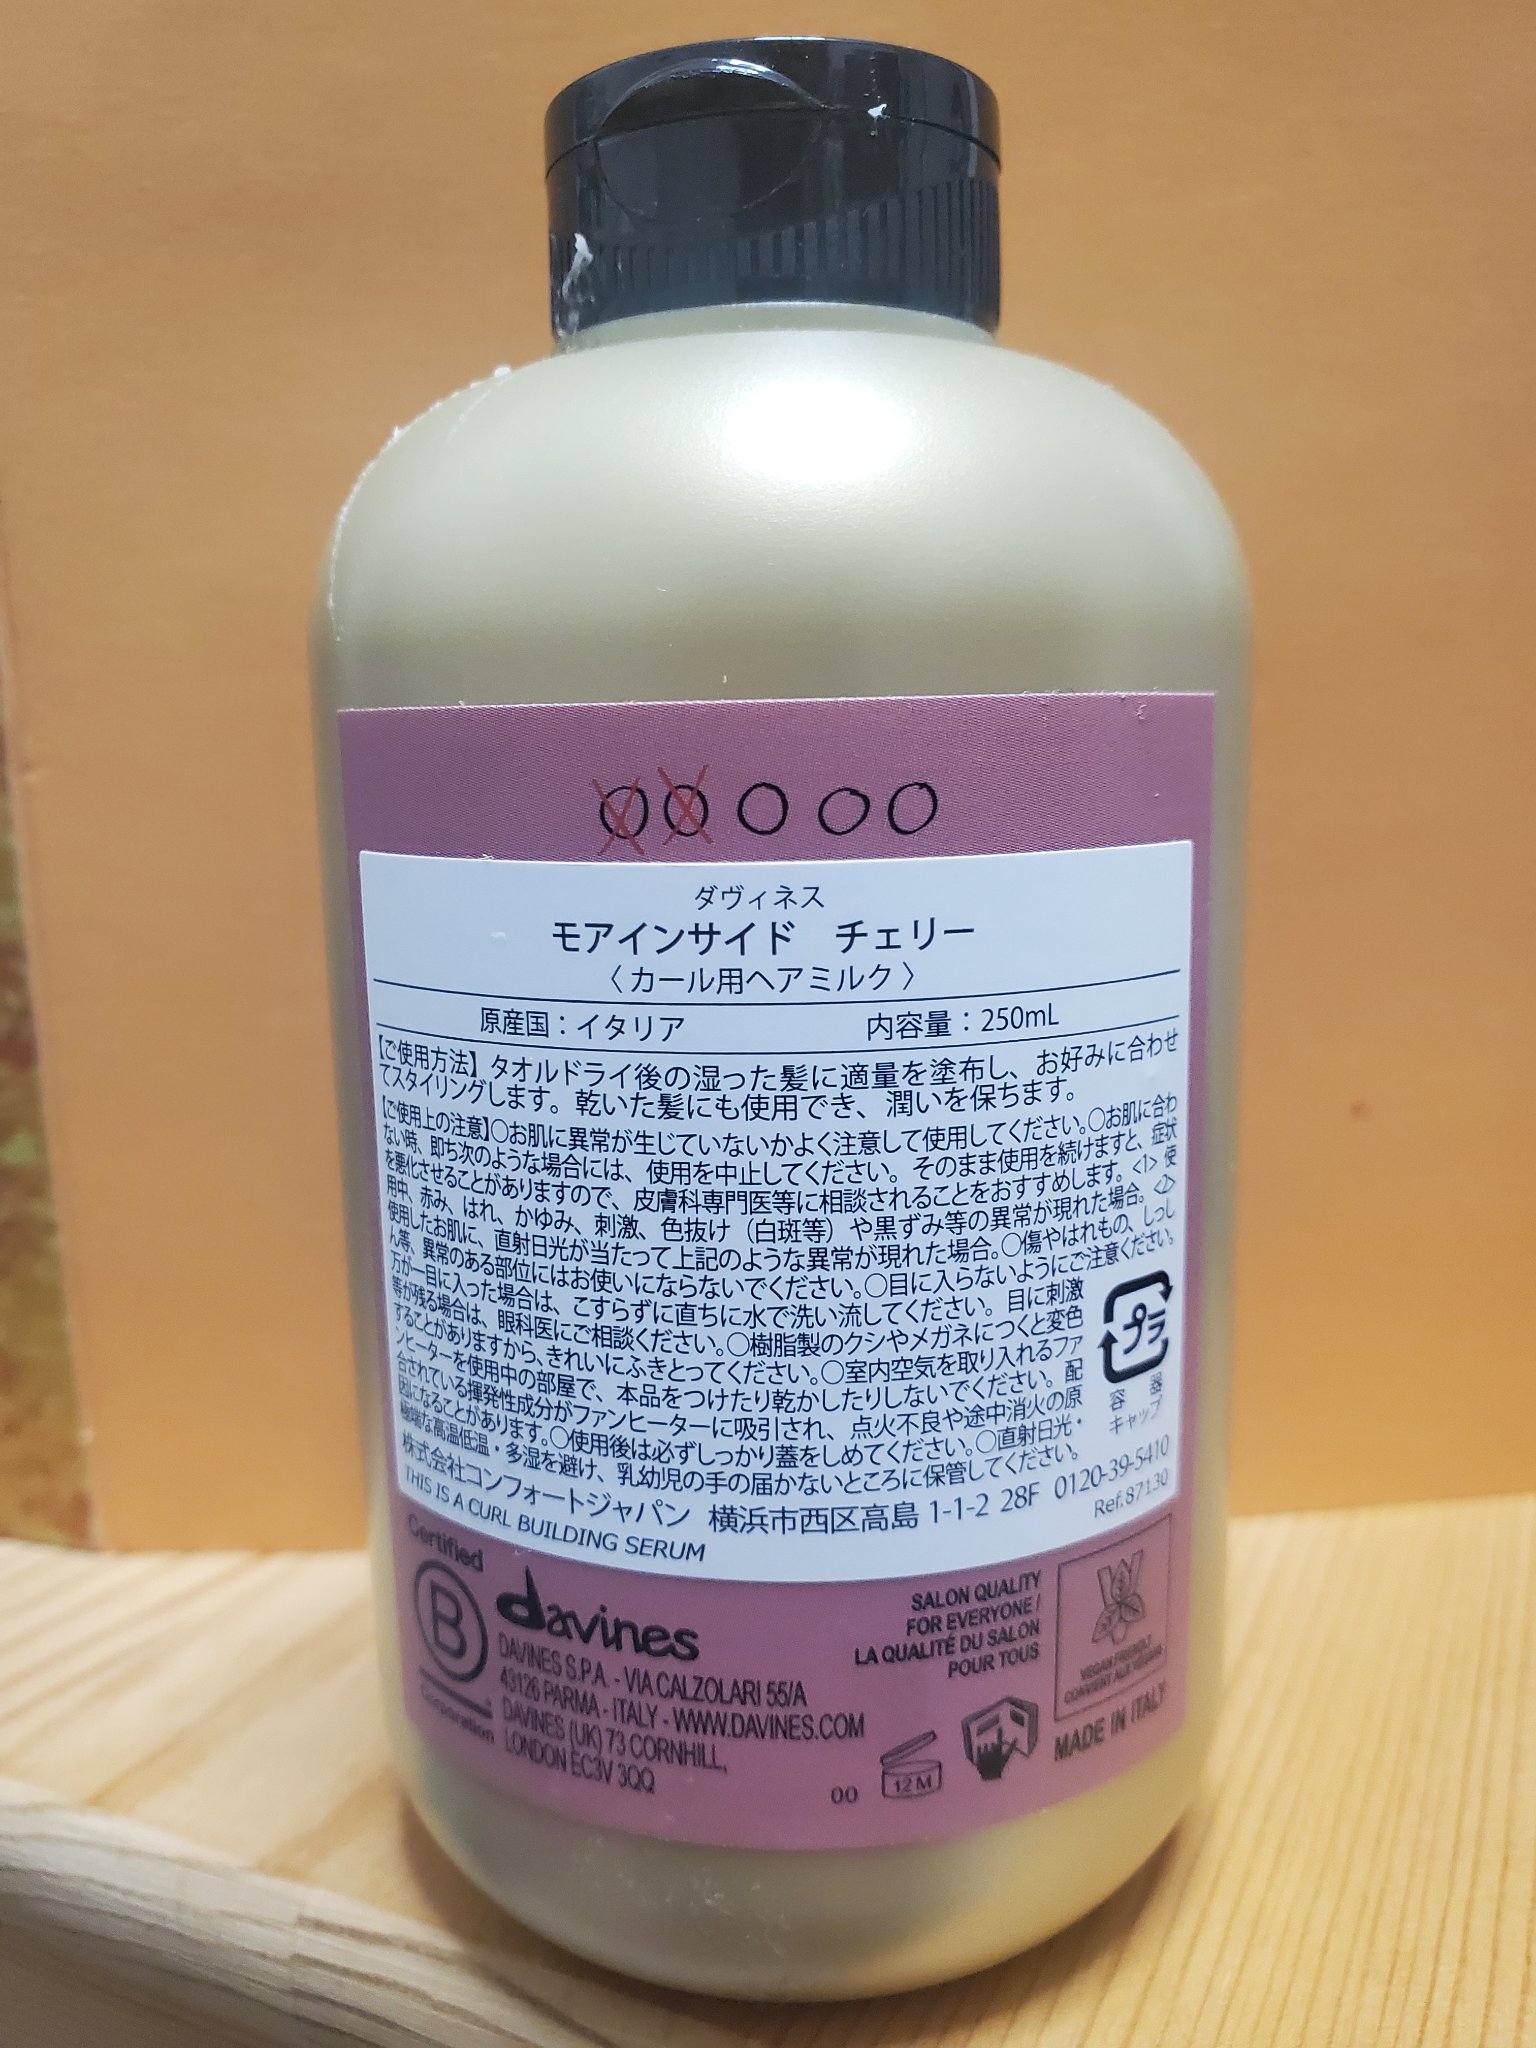 ダヴィネス
モアインサイド　チェリー
〈カール用ヘアミルク〉
原産国：イタリア　内容量：250mL
【ご使用方法】タオルドライ後の湿った髪に適量を塗布し、お好みに合わせ
てスタイリングします。乾いた髪にも使用でき、潤いを保ちます。
【ご使用上の注意】○お肌に異常が生じていないかよく注意して使用してください。○お肌に合わ
ない時、即ち次のような場合には、使用を中止してください。そのまま使用を続けますと、症状
を悪化させることがありますので、皮膚科専門医等に相談されることをおすすめします。<1> 使
用中、赤み、はれ、かゆみ、刺激、色抜け（白斑等）や黒ずみ等の異常が現れた場合。<2>
使用したお肌に、直射日光が当たって上記のような異常が現れた場合。○傷やはれもの、しっし
ん等、異常のある部位にはお使いにならないでください。○目に入らないようにご注意ください。
万が一目に入った場合は、こすらずに直ちに水で洗い流してください。目に刺激
等が残る場合は、眼科医にご相談ください。○樹脂製のクシやメガネにつくと変色
することがありますから、きれいにふきとってください。○室内空気を取り入れるファ
ンヒーターを使用中の部屋で、本品をつけたり乾かしたりしないでください。配
合されている揮発性成分がファンヒーターに吸引され、点火不良や途中消火の原
因になることがあります。○使用後は必ずしっかり蓋をしめてください。○直射日光・
極端な高温低温・多湿を避け、乳幼児の手の届かないところに保管してください。
プラ
容器
キャップ
株式会社コンフォートジャパン　横浜市西区高島 1-1-2 28F 0120-39-5410
THIS IS A CURL BUILDING SERUM
Ref. 87130
Certified
B
Corporation
davines
DAVINES S.P.A. - VIA CALZOLARI 55/A
43126 PARMA - ITALY - WWW.DAVINES.COM
DAVINES (UK) 73 CORNHILL,
LONDON EC3V 3QQ
SALON QUALITY
FOR EVERYONE /
LA QUALITÉ DU SALON
POUR TOUS
VEGAN FRIENDLY
CONVIENT AUX VEGANS
MADE IN ITALY
00
12M